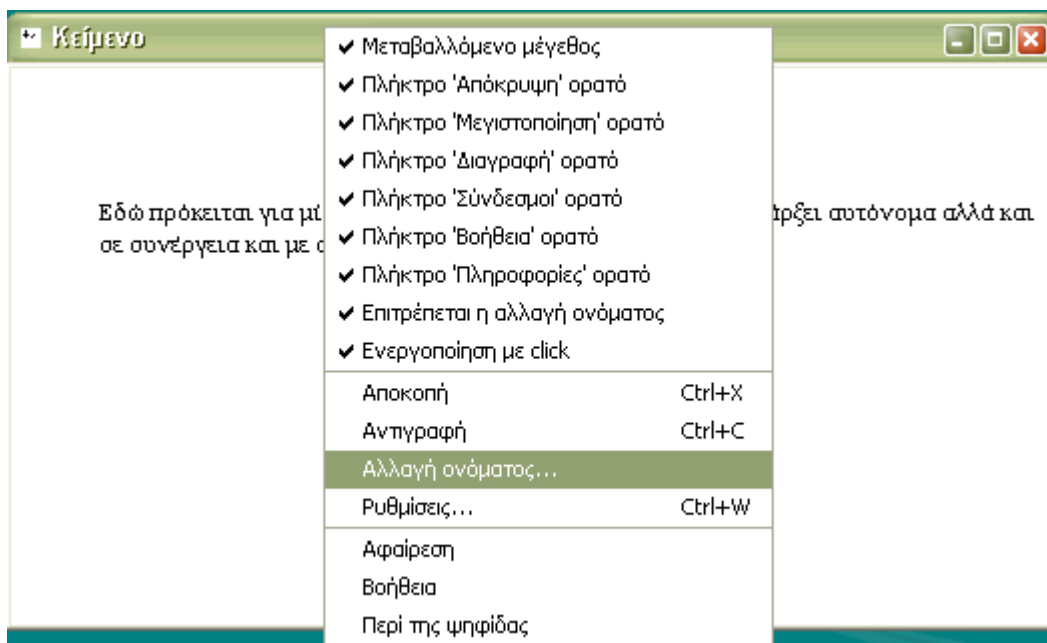 Κείμενο
Μεταβαλλόμενο μέγεθος
Πλήκτρο 'Απόκρυψη' ορατό
Πλήκτρο 'Μεγιστοποίηση' ορατό
Πλήκτρο 'Διαγραφή' ορατό
Πλήκτρο 'Σύνδεσμοι' ορατό
Πλήκτρο 'Βοήθεια' ορατό
Πλήκτρο 'Πληροφορίες' ορατό
Επιτρέπεται η αλλαγή ονόματος
Ενεργοποίηση με click
Αποκοπή Ctrl+X
Αντιγραφή Ctrl+C
Αλλαγή ονόματος...
Ρυθμίσεις... Ctrl+W
Αφαίρεση
Βοήθεια
Περί της ψηφίδας
Εδώ πρόκειται για αυτόνομα αλλά και
σε συνέργεια και με